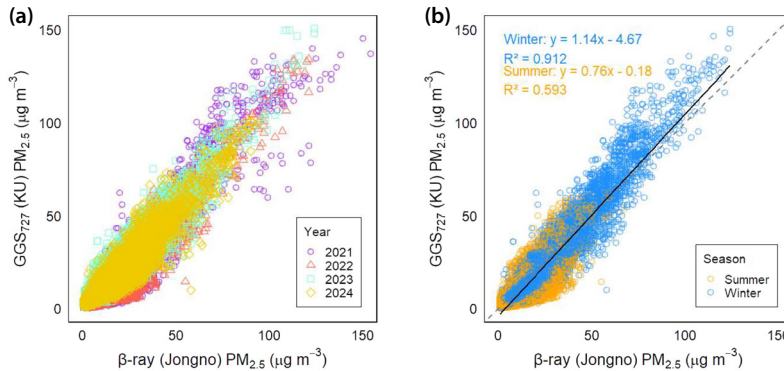 (a)
GGS₇₂₇ (KU) PM₂.₅ (μg m⁻³)
150
100
50
0
Year
2021
2022
2023
2024
0 50 100 150
β-ray (Jongno) PM₂.₅ (μg m⁻³)
(b)
GGS₇₂₇ (KU) PM₂.₅ (μg m⁻³)
150
100
50
0
Winter: y = 1.14x - 4.67
R² = 0.912
Summer: y = 0.76x - 0.18
R² = 0.593
Season
Summer
Winter
0 50 100 150
β-ray (Jongno) PM₂.₅ (μg m⁻³)